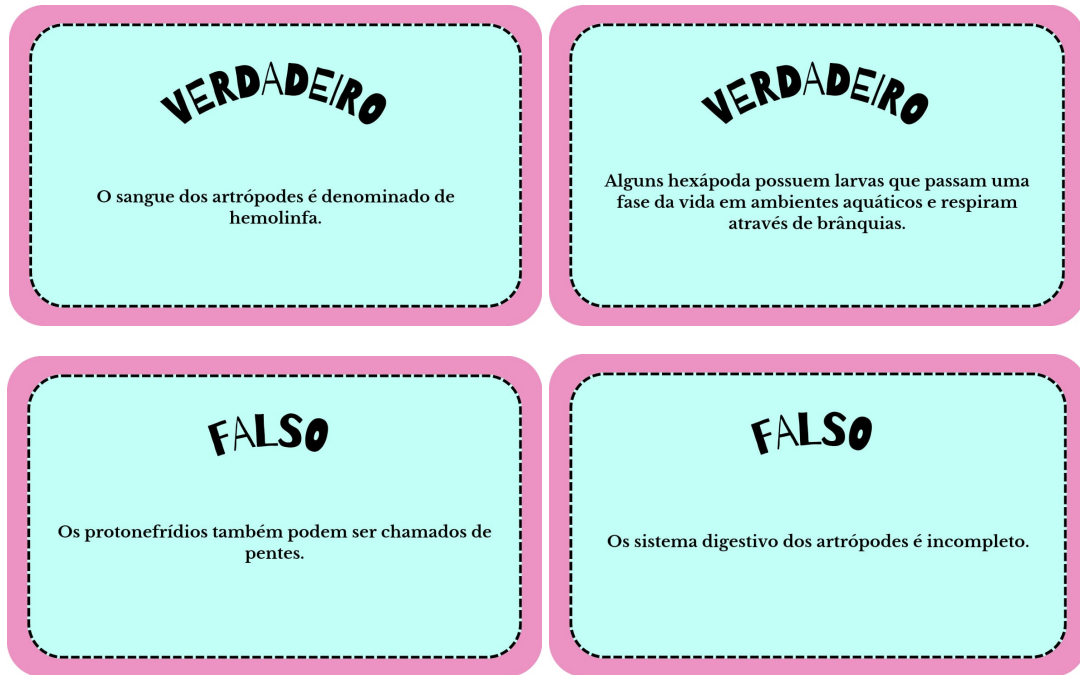 VERDADEIRO
O sangue dos artrópodes é denominado de
hemolinfa.
VERDADEIRO
Alguns hexápoda possuem larvas que passam uma
fase da vida em ambientes aquáticos e respiram
através de brânquias.
FALSO
Os protonefrídios também podem ser chamados de
pentes.
FALSO
Os sistema digestivo dos artrópodes é incompleto.